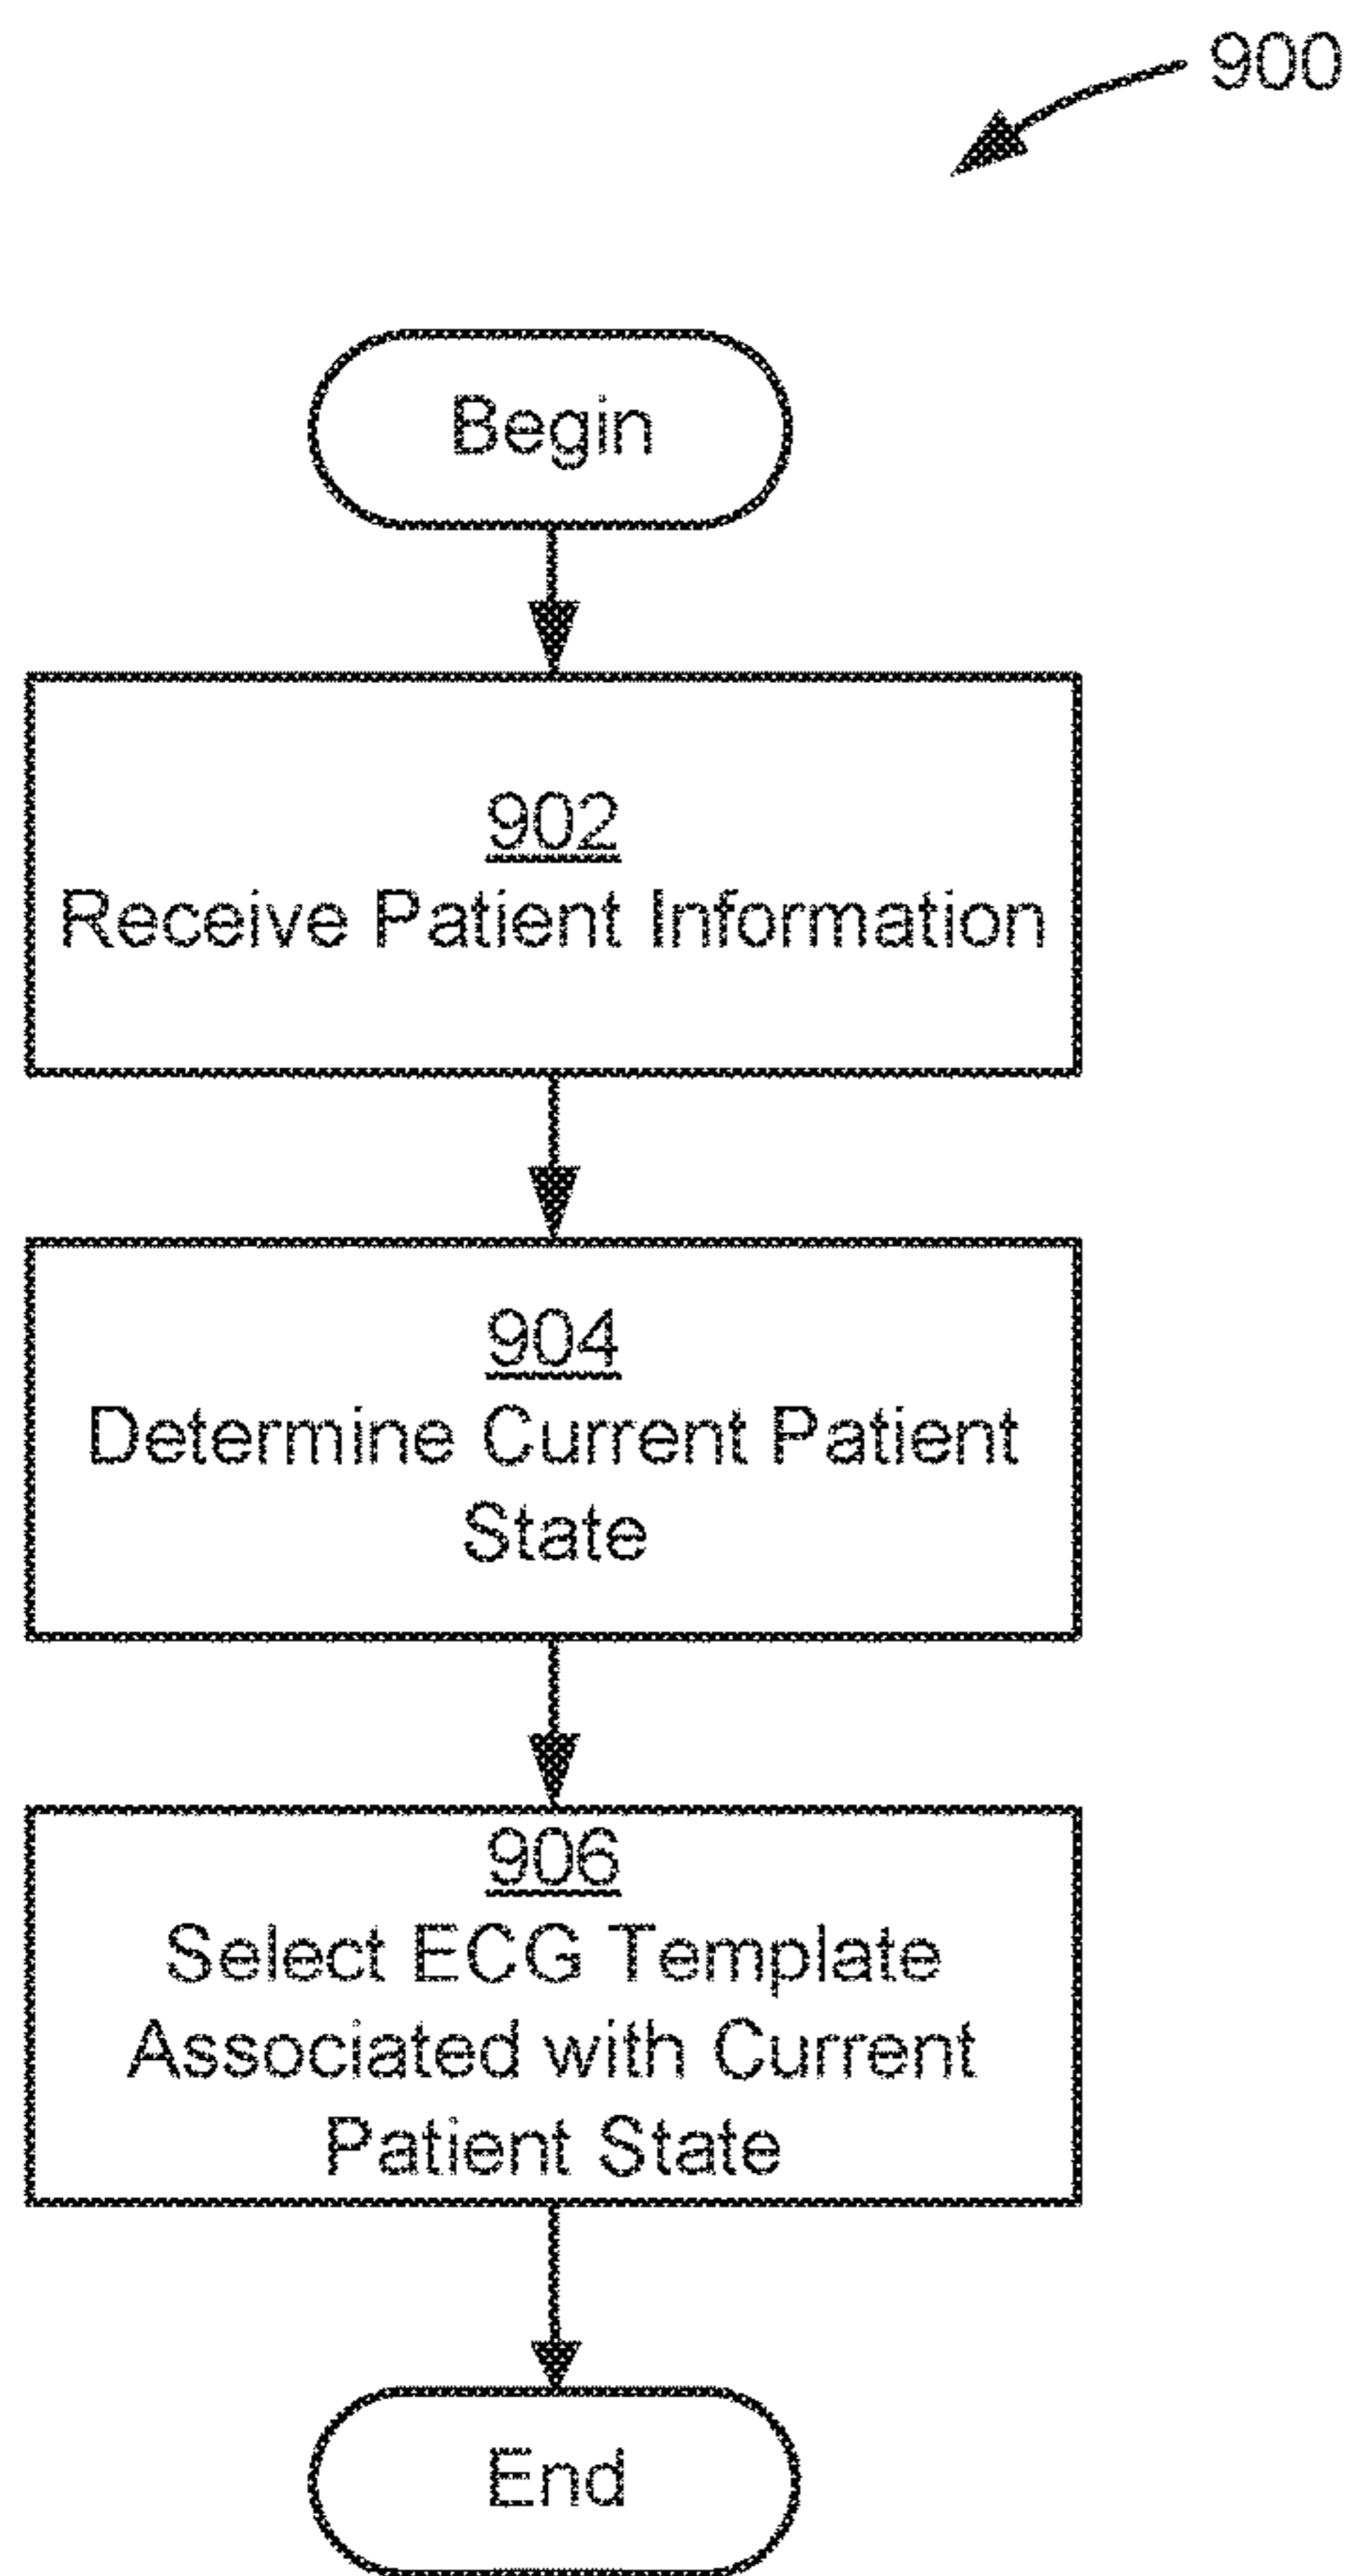 900
Begin
902
Receive Patient Information
904
Determine Current Patient
State
906
Select ECG Template
Associated with Current
Patient State
End